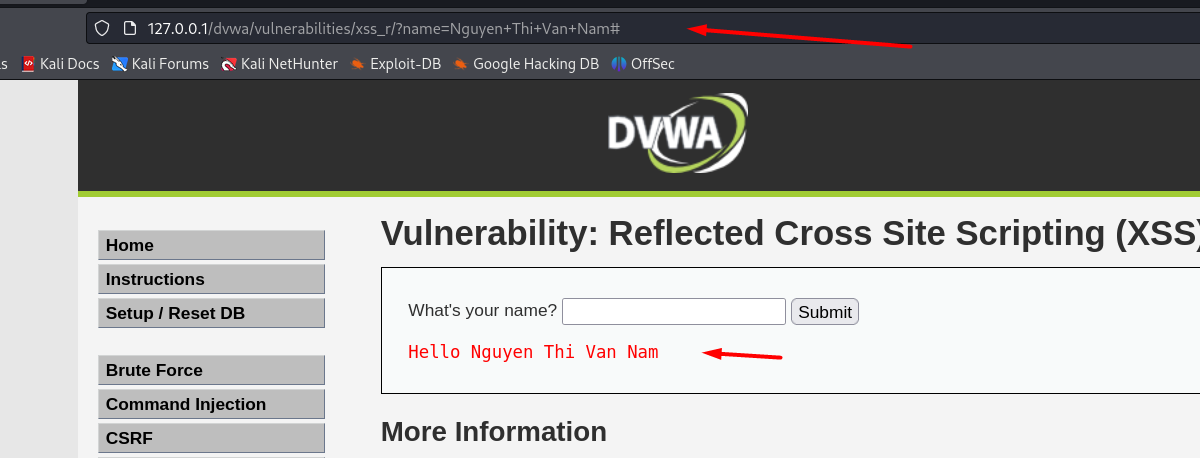 127.0.0.1/dvwa/vulnerabilities/xss_r/?name=Nguyen+Thi+Van+Nam#
s Kali Docs Kali Forums Kali NetHunter Exploit-DB Google Hacking DB OffSec
DVWA
Vulnerability: Reflected Cross Site Scripting (XSS)
Home
Instructions
Setup / Reset DB
What's your name? Submit
Hello Nguyen Thi Van Nam
Brute Force
Command Injection
CSRF
More Information